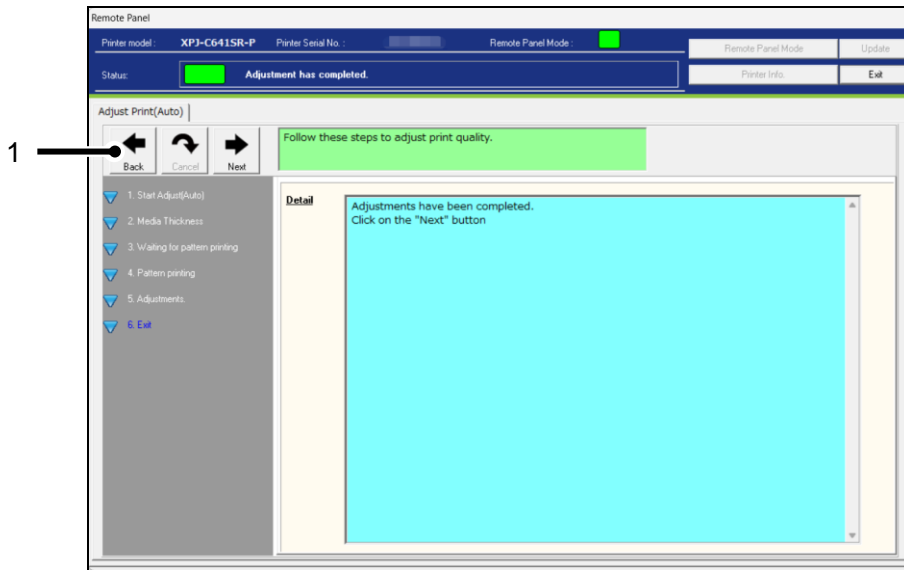 Remote Panel
Printer model : XPJ-C641SR-P Printer Serial No. : Remote Panel Mode :
Remote Panel Mode Update
Status: Adjustment has completed.
Printer Info. Exit
Adjust Print(Auto)
1
Back Cancel Next
Follow these steps to adjust print quality.
1. Start Adjust(Auto)
2. Media Thickness
3. Waiting for pattern printing
4. Pattern printing
5. Adjustments.
6. Exit
Detail
Adjustments have been completed.
Click on the "Next" button